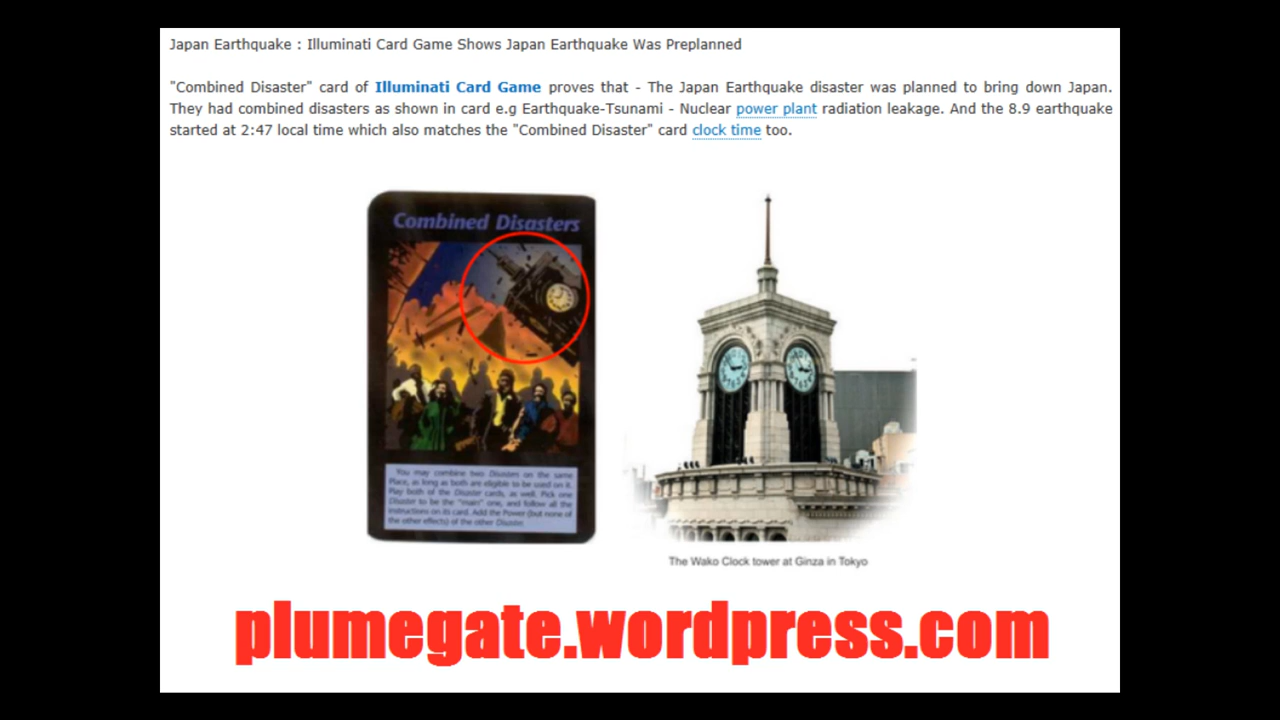 Japan Earthquake : Illuminati Card Game Shows Japan Earthquake Was Preplanned
"Combined Disaster" card of Illuminati Card Game proves that - The Japan Earthquake disaster was planned to bring down Japan.
They had combined disasters as shown in card e.g Earthquake-Tsunami - Nuclear power plant radiation leakage. And the 8.9 earthquake
started at 2:47 local time which also matches the "Combined Disaster" card clock time too.
Combined Disasters
You may combine two Disasters on the same
Place, as long as both are eligible to be used on it.
Play both of the Disaster cards, as well. Pick one
Disaster to be the "main" one, and follow all the
instructions on its card. Add the Power (but none of
the other effects) of the other Disaster.
The Wako Clock tower at Ginza in Tokyo
plumegate.wordpress.com